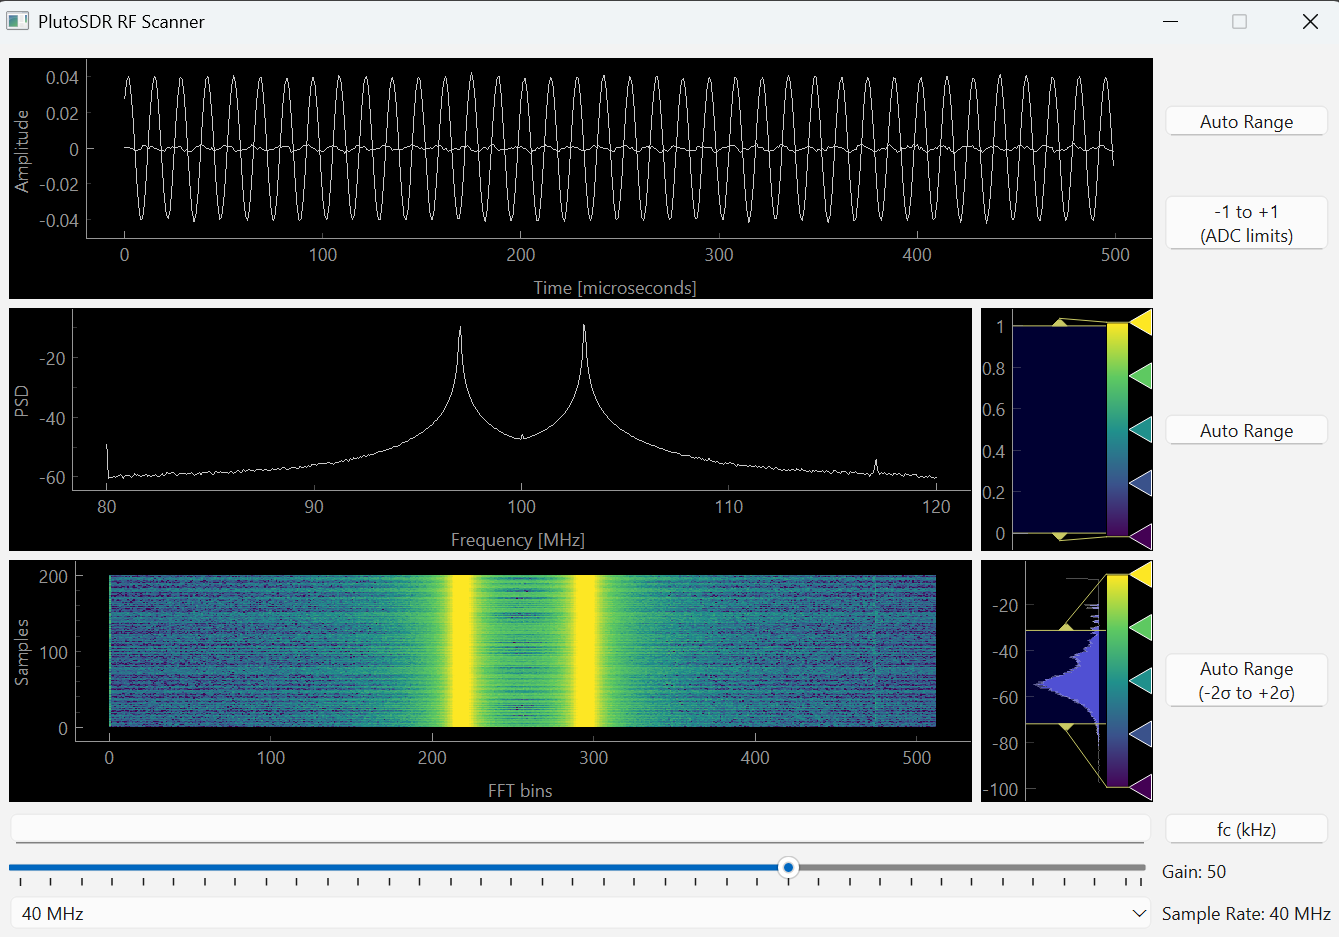 PlutoSDR RF Scanner
Amplitude
0.04
0.02
0
-0.02
-0.04
0 100 200 300 400 500
Time [microseconds]
Auto Range
-1 to +1
(ADC limits)
PSD
-20
-40
-60
80 90 100 110 120
Frequency [MHz]
1
0.8
0.6
0.4
0.2
0
Auto Range
Samples
200
100
0
0 100 200 300 400 500
FFT bins
-20
-40
-60
-80
-100
Auto Range
(-2σ to +2σ)
fc (kHz)
Gain: 50
40 MHz
Sample Rate: 40 MHz